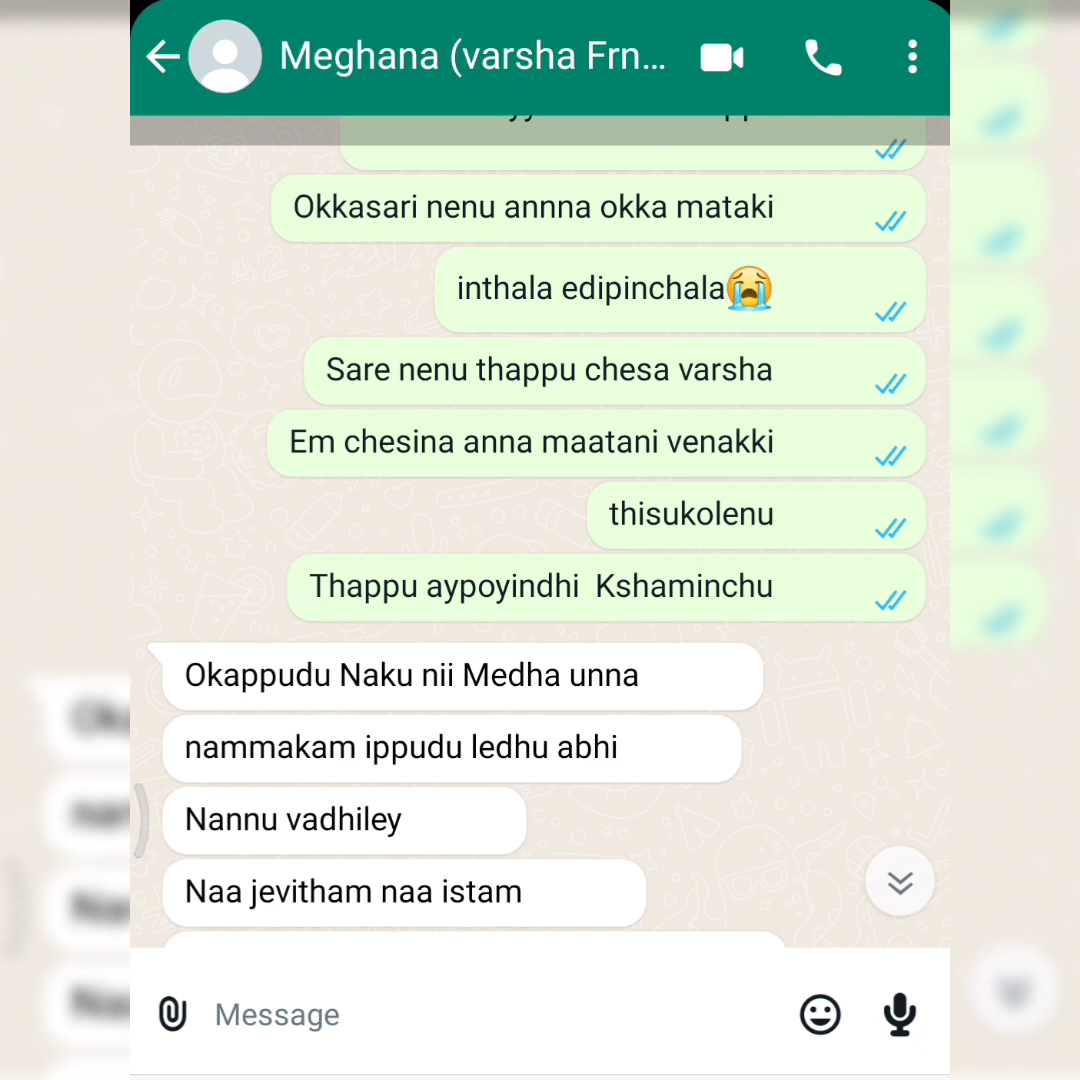 Meghana (varsha Frn...
Okkasari nenu annna okka mataki
inthala edipinchala😭
Sare nenu thappu chesa varsha
Em chesina anna maatani venakki
thisukolenu
Thappu aypoyindhi Kshaminchu
Okappudu Naku nii Medha unna
nammakam ippudu ledhu abhi
Nannu vadhiley
Naa jevitham naa istam
Message